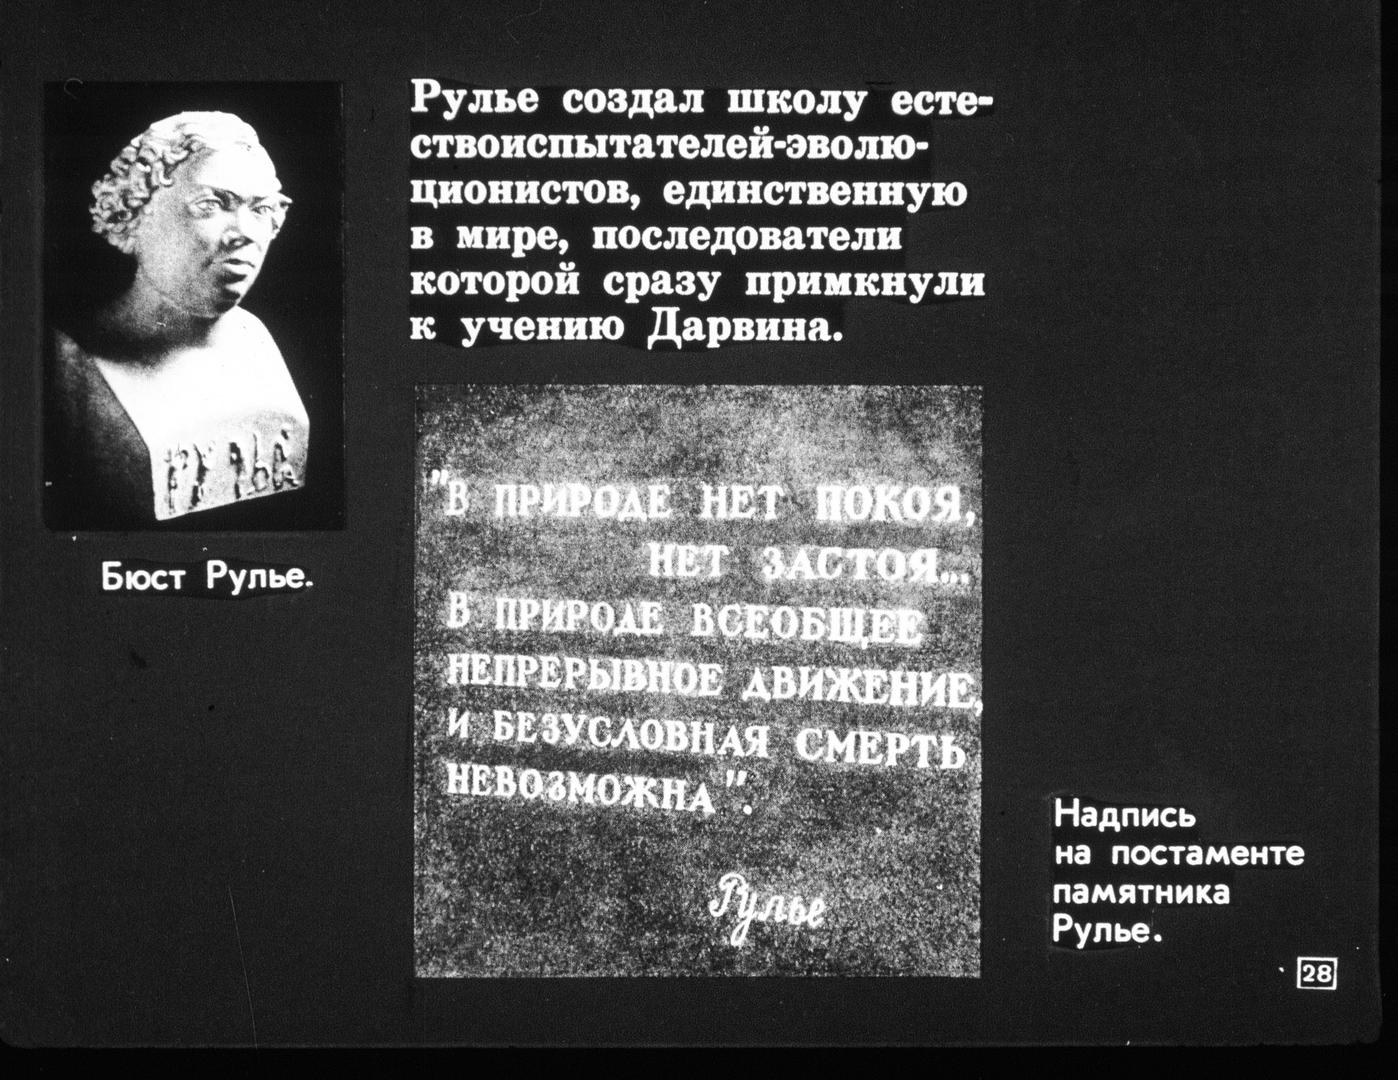 Рулье создал школу есте-
ствоиспытателей-эволю-
ционистов, единственную
в мире, последователи
которой сразу примкнули
к учению Дарвина.
Бюст Рулье.
"В ПРИРОДЕ НЕТ ПОКОЯ,
НЕТ ЗАСТОЯ...
В ПРИРОДЕ ВСЕОБЩЕЕ
НЕПРЕРЫВНОЕ ДВИЖЕНИЕ,
И БЕЗУСЛОВНАЯ СМЕРТЬ
НЕВОЗМОЖНА".
Рулье
Надпись
на постаменте
памятника
Рулье.
28